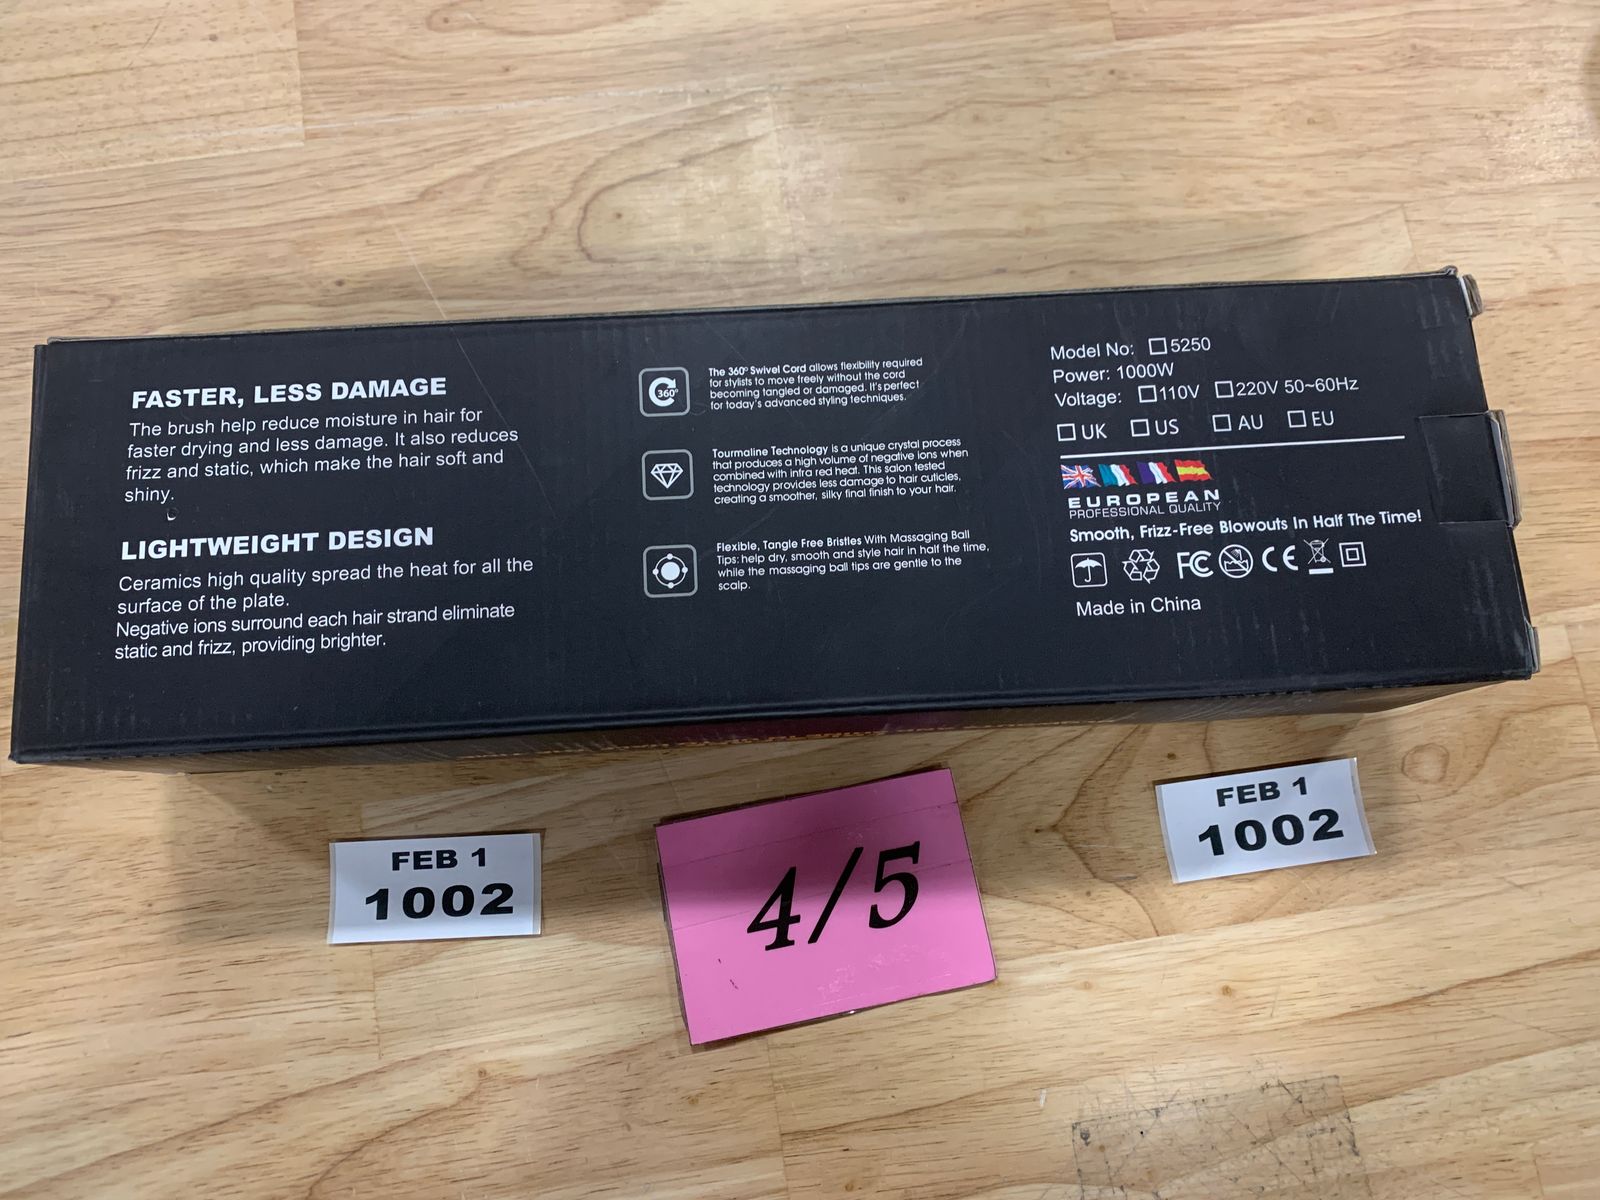 FASTER, LESS DAMAGE
The brush help reduce moisture in hair for
faster drying and less damage. It also reduces
frizz and static, which make the hair soft and
shiny.
LIGHTWEIGHT DESIGN
Ceramics high quality spread the heat for all the
surface of the plate.
Negative ions surround each hair strand eliminate
static and frizz, providing brighter.
360°
The 360° Swivel Cord allows flexibility required
for stylists to move freely without the cord
becoming tangled or damaged. It's perfect
for today's advanced styling techniques.
Tourmaline Technology is a unique crystal process
that produces a high volume of negative ions when
combined with infra red heat. This salon tested
technology provides less damage to hair cuticles,
creating a smoother, silky final finish to your hair.
Flexible, Tangle Free Bristles With Massaging Ball
Tips: help dry, smooth and style hair in half the time,
while the massaging ball tips are gentle to the
scalp.
Model No: ☐5250
Power: 1000W
Voltage: ☐110V ☐220V 50~60Hz
☐ UK ☐ US ☐ AU ☐ EU
EUROPEAN
PROFESSIONAL QUALITY
Smooth, Frizz-Free Blowouts In Half The Time!
FC CE
Made in China
FEB 1
1002
4/5
FEB 1
1002